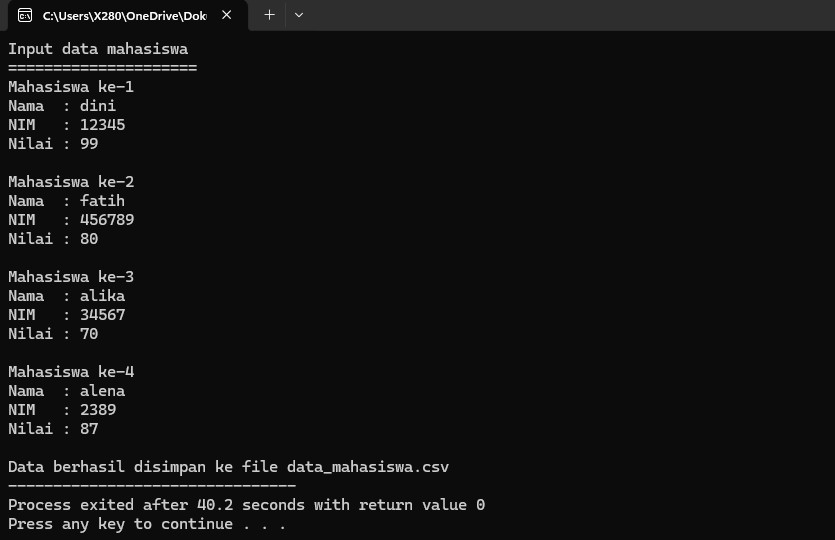 C:\Users\X280\OneDrive\Dok
Input data mahasiswa
=====================
Mahasiswa ke-1
Nama  : dini
NIM   : 12345
Nilai : 99

Mahasiswa ke-2
Nama  : fatih
NIM   : 456789
Nilai : 80

Mahasiswa ke-3
Nama  : alika
NIM   : 34567
Nilai : 70

Mahasiswa ke-4
Nama  : alena
NIM   : 2389
Nilai : 87

Data berhasil disimpan ke file data_mahasiswa.csv
--------------------------------
Process exited after 40.2 seconds with return value 0
Press any key to continue . . .